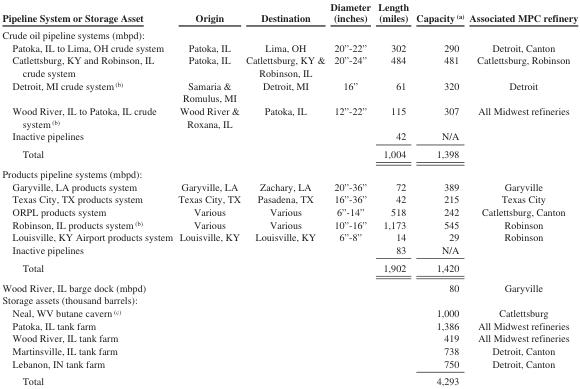 Diameter Length
Pipeline System or Storage Asset Origin Destination (inches) (miles) Capacity (a) Associated MPC refinery
Crude oil pipeline systems (mbpd):
Patoka, IL to Lima, OH crude system Patoka, IL Lima, OH 20”-22” 302 290 Detroit, Canton
Catlettsburg, KY and Robinson, IL Patoka, IL Catlettsburg, KY & 20”-24” 484 481 Catlettsburg, Robinson
crude system Robinson, IL
Detroit, MI crude system (b) Samaria & Detroit, MI 16” 61 320 Detroit
Romulus, MI
Wood River, IL to Patoka, IL crude Wood River & Patoka, IL 12”-22” 115 307 All Midwest refineries
system (b) Roxana, IL
Inactive pipelines 42 N/A
Total 1,004 1,398
Products pipeline systems (mbpd):
Garyville, LA products system Garyville, LA Zachary, LA 20”-36” 72 389 Garyville
Texas City, TX products system Texas City, TX Pasadena, TX 16”-36” 42 215 Texas City
ORPL products system Various Various 6”-14” 518 242 Catlettsburg, Canton
Robinson, IL products system (b) Various Various 10”-16” 1,173 545 Robinson
Louisville, KY Airport products system Louisville, KY Louisville, KY 6”-8” 14 29 Robinson
Inactive pipelines 83 N/A
Total 1,902 1,420
Wood River, IL barge dock (mbpd) 80 Garyville
Storage assets (thousand barrels):
Neal, WV butane cavern (c) 1,000 Catlettsburg
Patoka, IL tank farm 1,386 All Midwest refineries
Wood River, IL tank farm 419 All Midwest refineries
Martinsville, IL tank farm 738 Detroit, Canton
Lebanon, IN tank farm 750 Detroit, Canton
Total 4,293